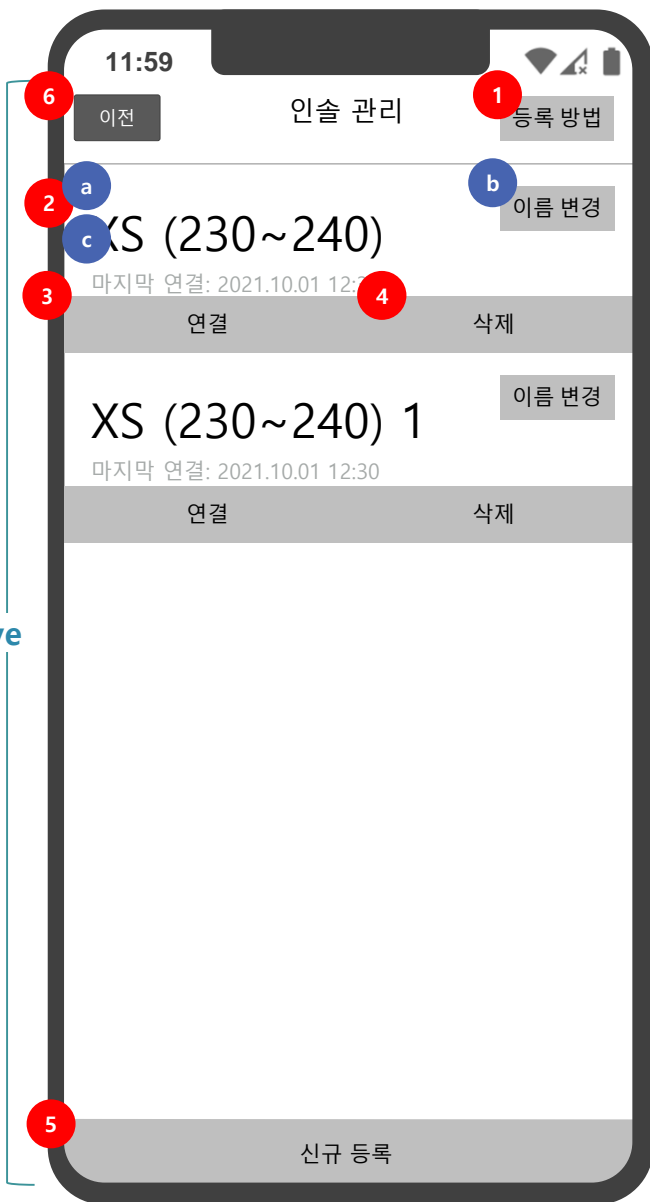 11:59
6
이전
인솔 관리
1
등록 방법
2
a
b
이름 변경
c
XS (230~240)
마지막 연결: 2021.10.01
3
4
연결
삭제
이름 변경
XS (230~240) 1
마지막 연결: 2021.10.01 12:30
연결
삭제
5
신규 등록